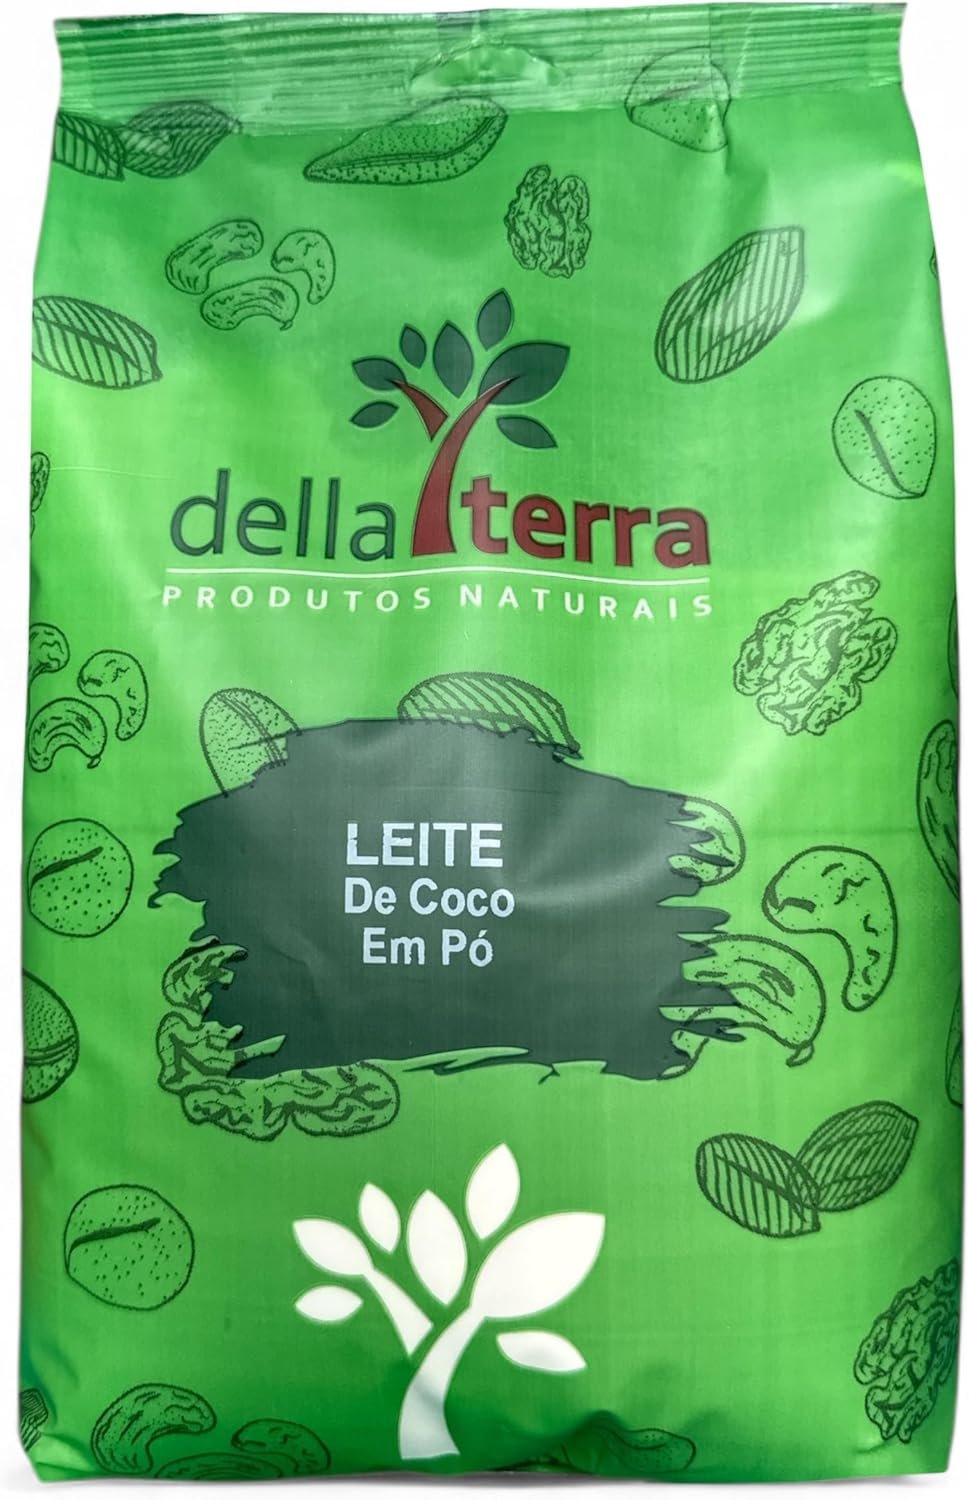 della terra
PRODUTOS NATURAIS
LEITE
De Coco
Em Pó